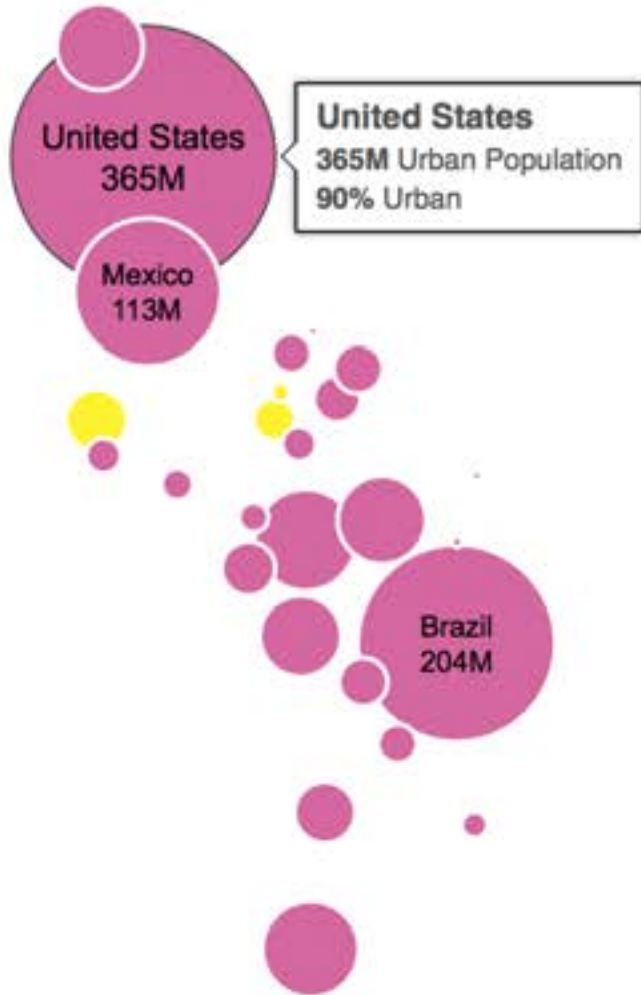 United States
365M
United States
365M Urban Population
90% Urban
Mexico
113M
Brazil
204M